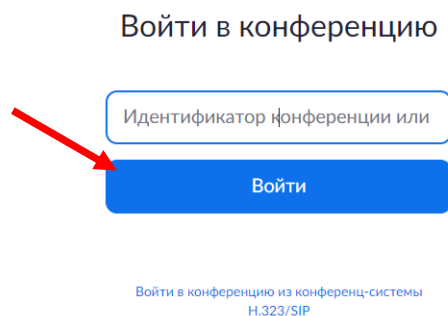 Войти в конференцию
Идентификатор конференции или
Войти
Войти в конференцию из конференц-системы
H.323/SIP